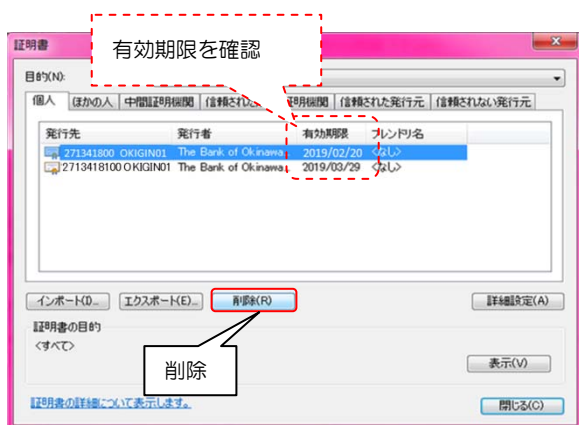 証明書
有効期限を確認
目的(N):
個人 ほかの人 中間証明機関 信頼され 証明機関 信頼された発行元 信頼されない発行元
発行先 発行者 有効期限 フレンドリ名
271341800 OKIGIN01 The Bank of Okinawa 2019/02/20 <なし>
2713418100 OKIGIN01 The Bank of Okinawa 2019/03/29 <なし>
インポート(I)... エクスポート(E)... 削除(R) 詳細設定(A)
証明書の目的
<すべて>
削除
表示(V)
証明書の詳細について表示します。
閉じる(C)